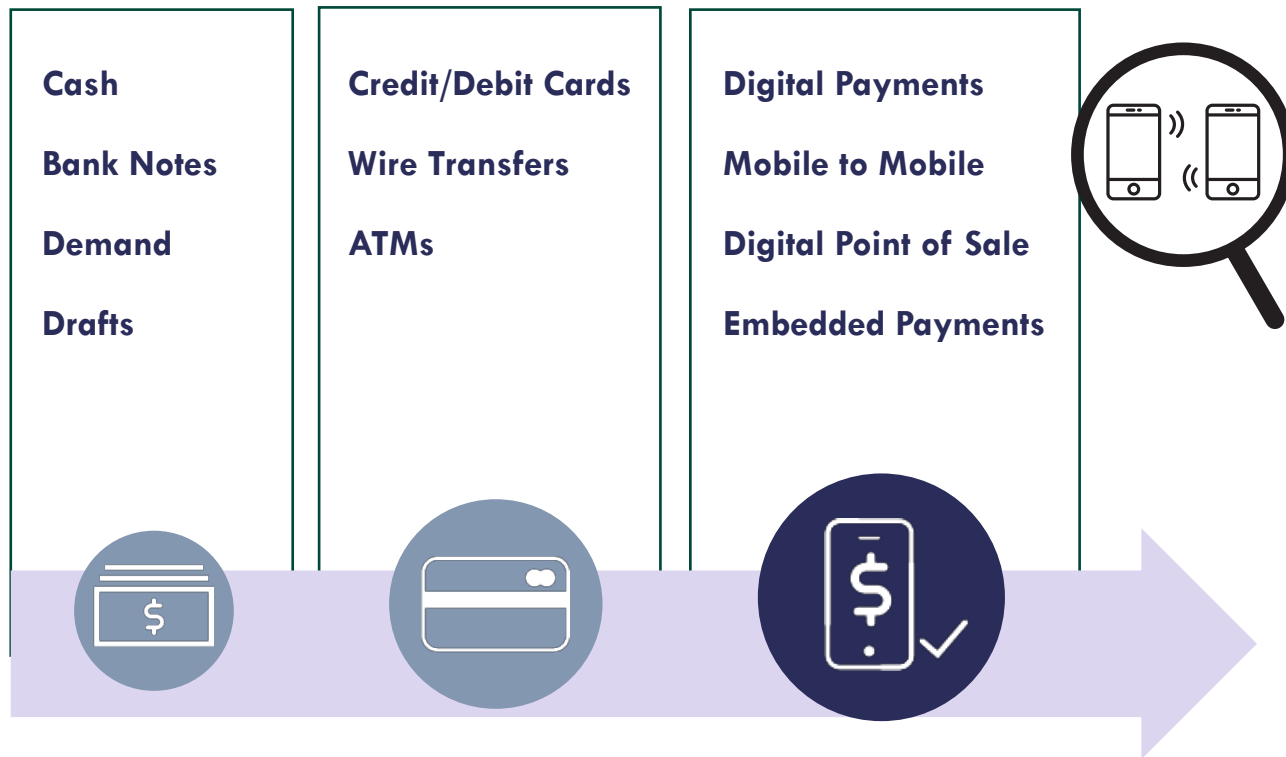 Cash
Bank Notes
Demand
Drafts
Credit/Debit Cards
Wire Transfers
ATMs
Digital Payments
Mobile to Mobile
Digital Point of Sale
Embedded Payments
$
$